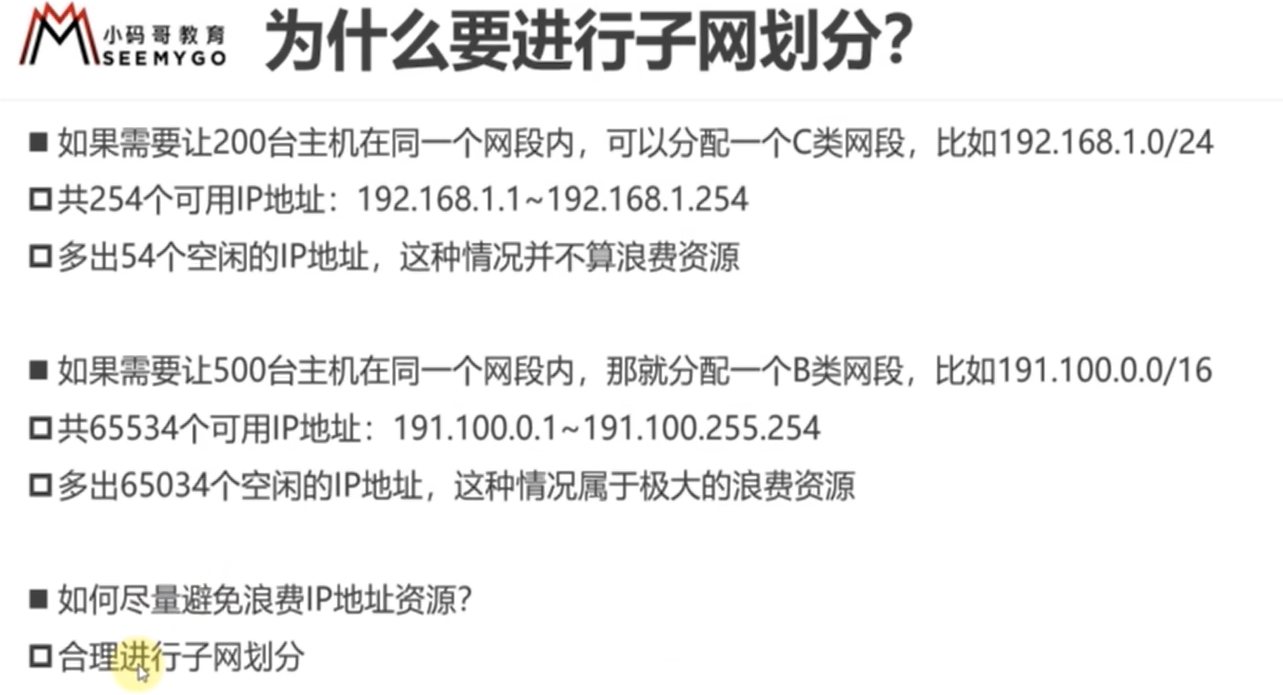 小码哥教育
SEEMYGO
为什么要进行子网划分?
如果需要让200台主机在同一个网段内，可以分配一个C类网段，比如192.168.1.0/24
共254个可用IP地址：192.168.1.1~192.168.1.254
多出54个空闲的IP地址，这种情况并不算浪费资源
如果需要让500台主机在同一个网段内，那就分配一个B类网段，比如191.100.0.0/16
共65534个可用IP地址：191.100.0.1~191.100.255.254
多出65034个空闲的IP地址，这种情况属于极大的浪费资源
如何尽量避免浪费IP地址资源?
合理进行子网划分